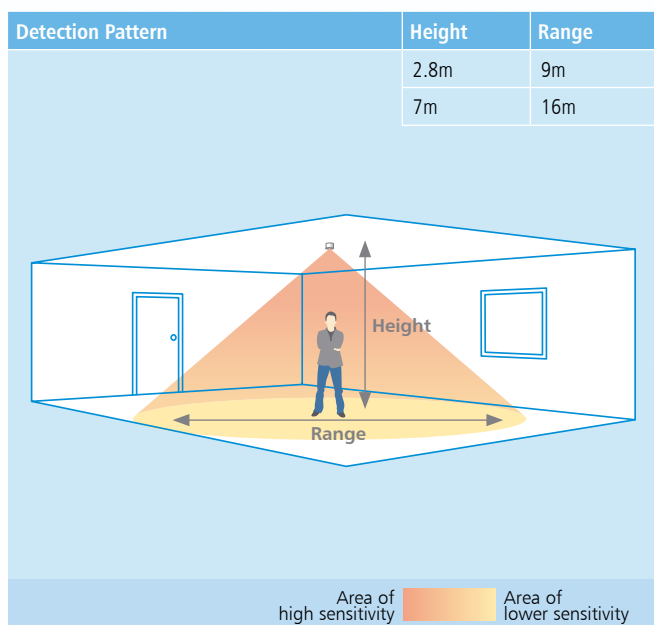 Detection Pattern Height Range
2.8m 9m
7m 16m
Height
Range
Area of high sensitivity
Area of lower sensitivity